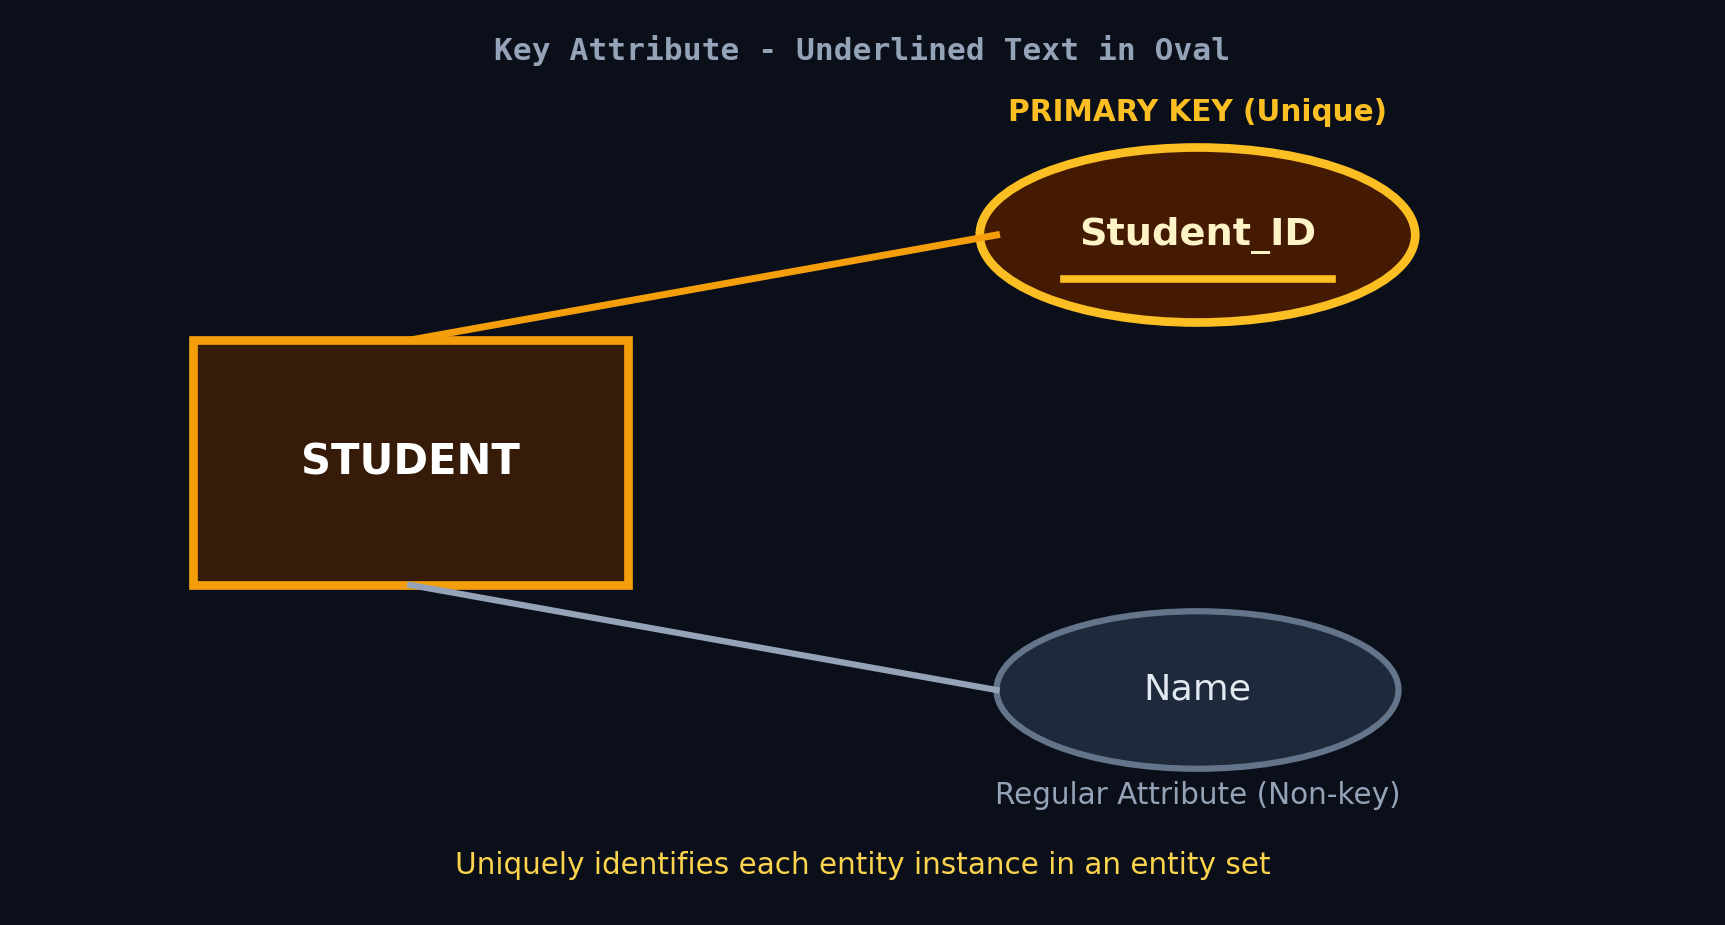 Key Attribute - Underlined Text in Oval
PRIMARY KEY (Unique)
Student_ID
STUDENT
Name
Regular Attribute (Non-key)
Uniquely identifies each entity instance in an entity set